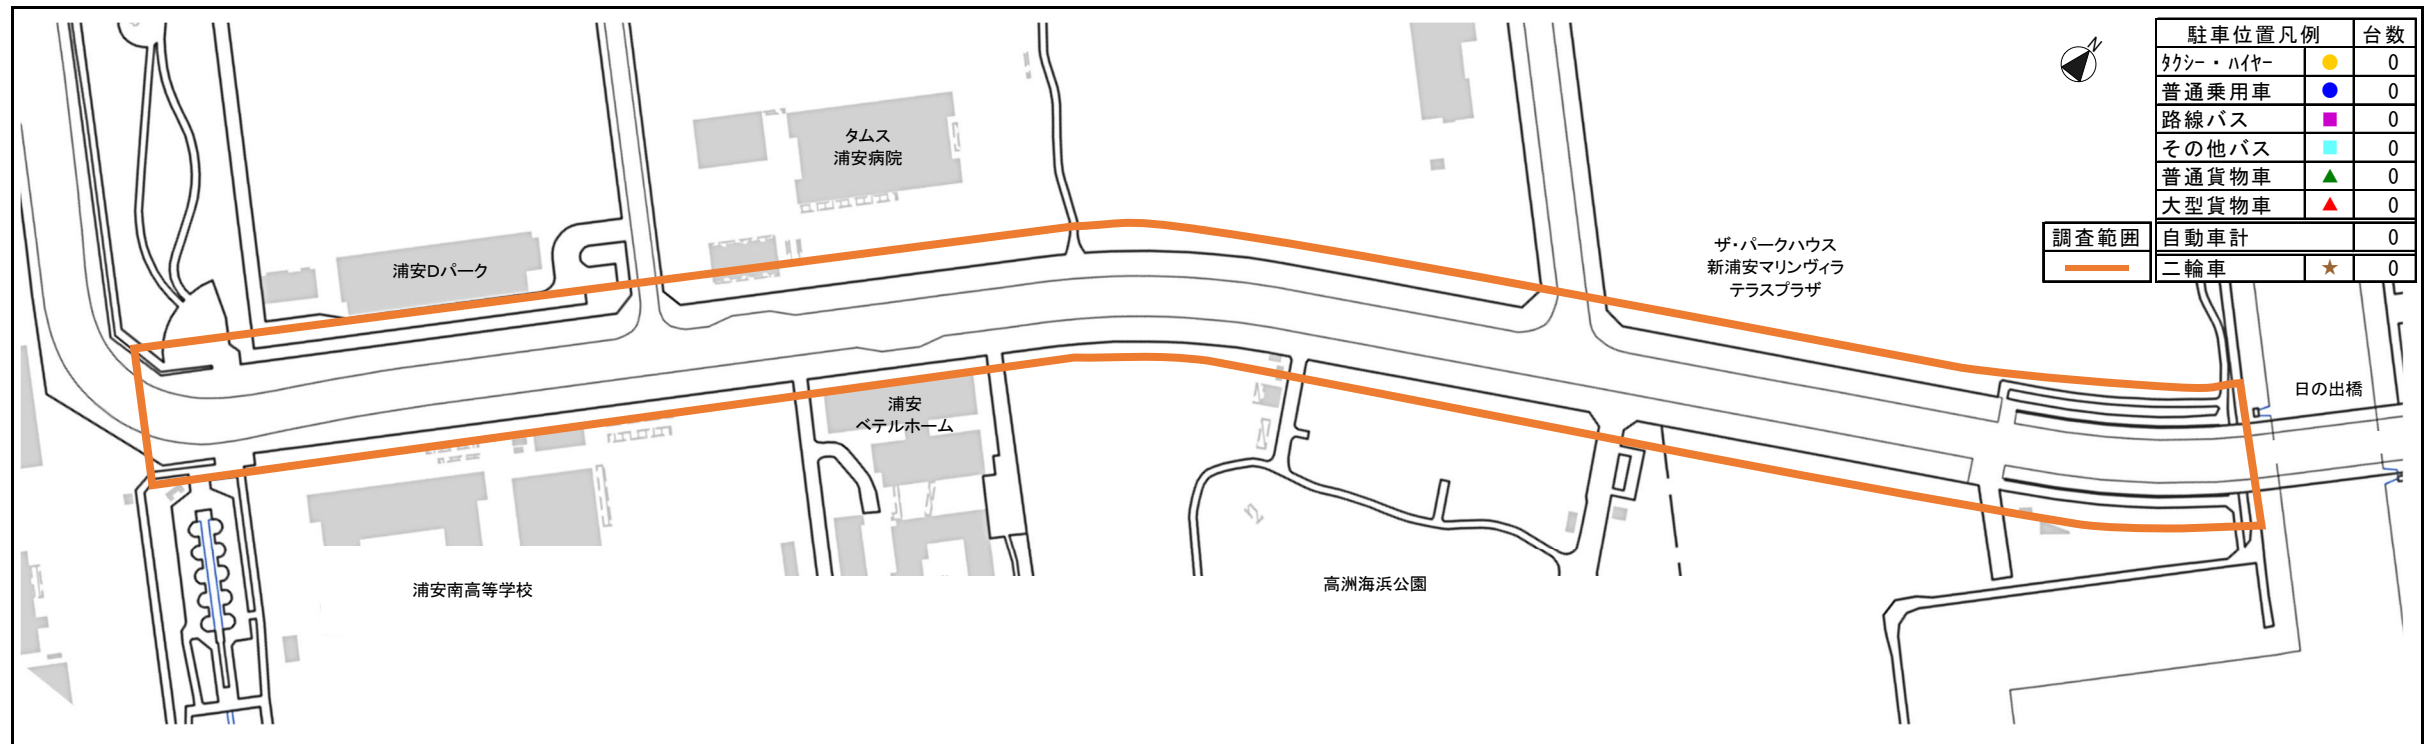 N
駐車位置凡例 台数
ﾀｸｼｰ・ﾊｲﾔｰ 0
普通乗用車 0
路線バス 0
その他バス 0
普通貨物車 0
大型貨物車 0
調査範囲 自動車計 0
二輪車 0
タムス
浦安病院
浦安Dパーク
ザ・パークハウス
新浦安マリンヴィラ
テラスプラザ
日の出橋
浦安
ベテルホーム
浦安南高等学校
高洲海浜公園